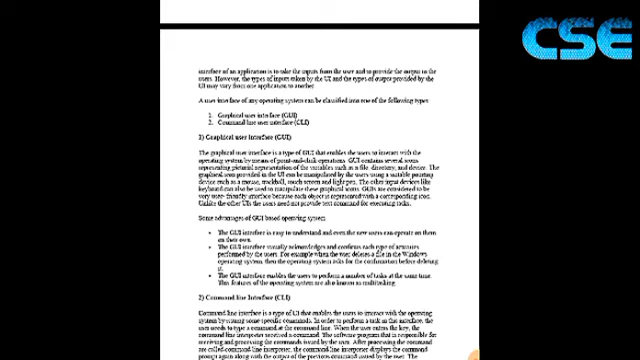 CSE
interface of an application is to take the inputs from the user and to provide the output to the
users. However, the types of inputs taken by the UI and the types of output provided by the
UI may vary from one application to another.
A user interface of any operating system can be classified into one of the following types
1. Graphical user interface (GUI)
2. Command line user interface (CLI)
1) Graphical user interface (GUI)
The graphical user interface is a type of GUI that enables the users to interact with the
operating system by means of point-and-click operations. GUI contains several icons
representing pictorial representation of the variables such as a file, directory, and device. The
graphical icon provided in the UI can be manipulated by the users using a suitable pointing
device such as a mouse, trackball, touch screen and light pen. The other input devices like
keyboard can also be used to manipulate these graphical icons. GUIs are considered to be
very user-friendly interface because each object is represented with a corresponding icon.
Unlike the other UIs the users need not provide text command for executing tasks.
Some advantages of GUI based operating system
• The GUI interface is easy to understand and even the new users can operate on them
on their own.
• The GUI interface visually acknowledges and confirms each type of activities
performed by the users. For example when the user deletes a file in the Windows
operating system, then the operating system asks for the confirmation before deleting
it.
• The GUI interface enables the users to perform a number of tasks at the same time.
This features of the operating system are also known as multitasking.
2) Command line Interface (CLI)
Command line interface is a type of UI that enables the users to interact with the operating
system by issuing some specific commands. In order to perform a task in this interface, the
user needs to type a command at the command line. When the user enters the key, the
command line interpreter received a command. The software program that is responsible for
receiving and processing the commands issued by the user. After processing the command
are called command line interpreter, the command line interpreter displays the command
prompt again along with the output of the previous command issued by the user. The